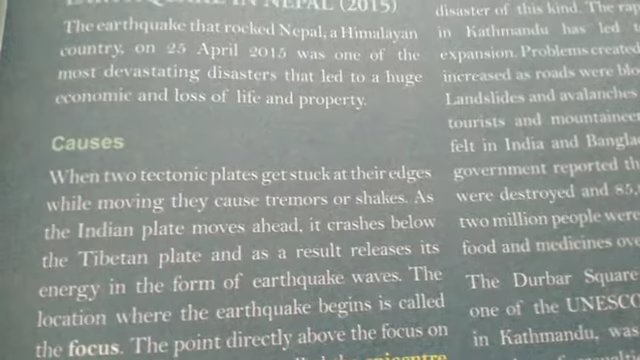 IN NEPAL (2015)
The earthquake that rocked Nepal, a Himalayan
country, on 25 April 2015 was one of the
most devastating disasters that led to a huge
economic and loss of life and property.
Causes
When two tectonic plates get stuck at their edges
while moving they cause tremors or shakes. As
the Indian plate moves ahead, it crashes below
the Tibetan plate and as a result releases its
energy in the form of earthquake waves. The
location where the earthquake begins is called
the focus. The point directly above the focus on
epicentre
disaster of this kind. The
in Kathmandu has led
expansion. Problems
increased as roads were
Landslides and avalanches
tourists and
felt in India and
government reported
were destroyed and
two million people
food and medicines
The Durbar Square
one of the
in Kathmandu, was